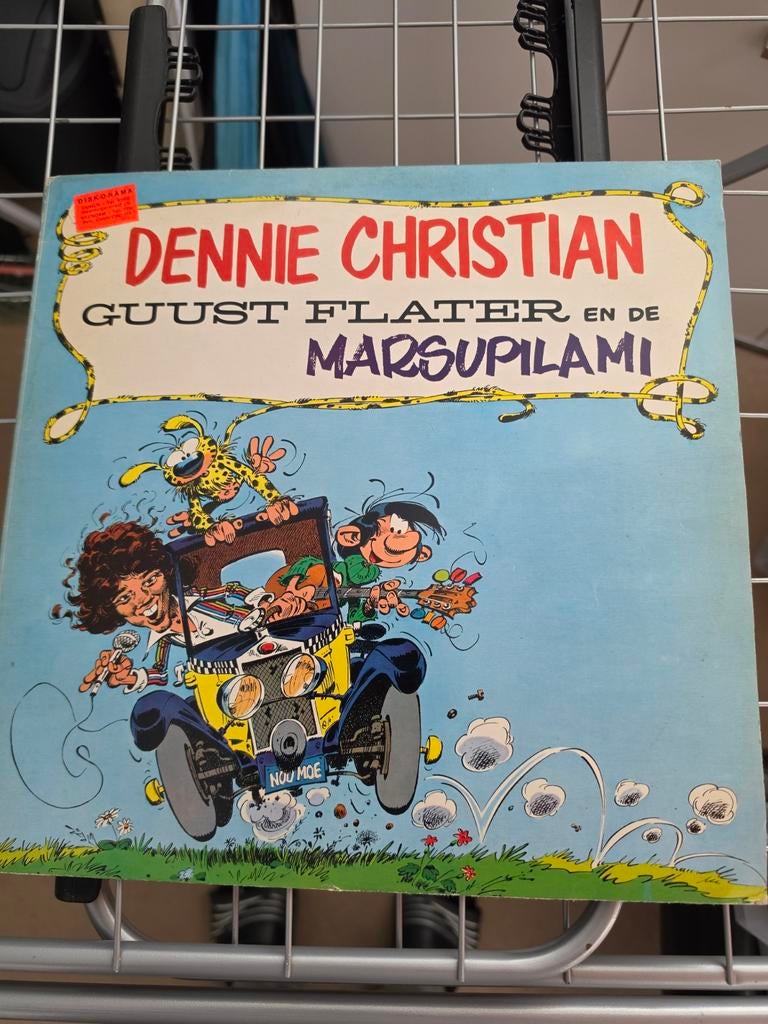 DISKORAMA
DENNIE CHRISTIAN
GUUST FLATER EN DE
MARSUPILAMI
NOU MOE